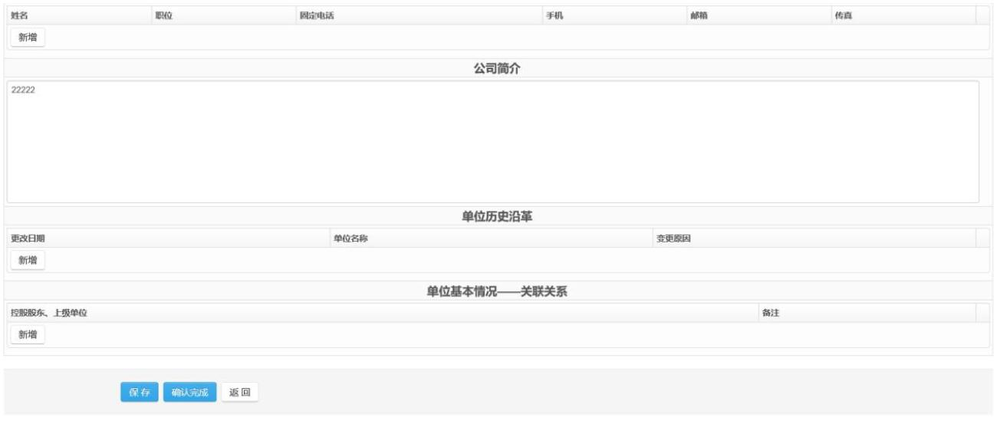 姓名 职位 固定电话 手机 邮箱 传真
新增
公司简介
22222
单位历史沿革
更改日期 单位名称 变更原因
新增
单位基本情况——关联关系
控股股东、上级单位 备注
新增
保存 确认完成 返回